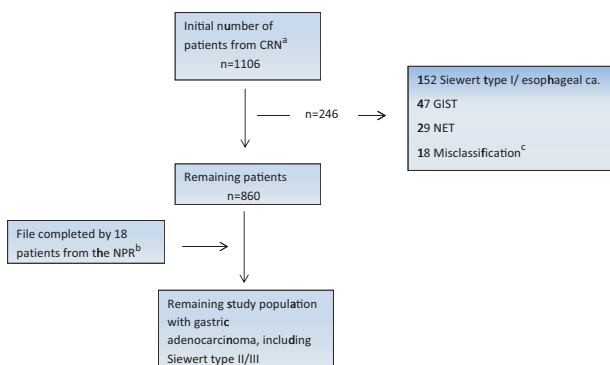 Initial number of
patients from CRNa
n=1106
n=246
152 Siewert type I/ esophageal ca.
47 GIST
29 NET
18 Misclassificationc
Remaining patients
n=860
File completed by 18
patients from the NPRb
Remaining study population
with gastric
adenocarcinoma, including
Siewert type II/III